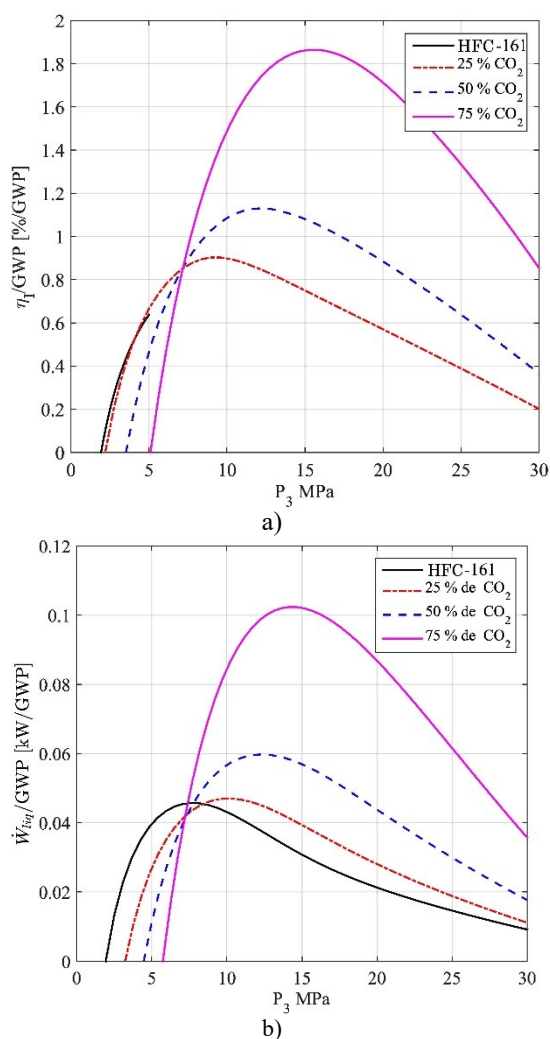 HFC-161
25 % CO₂
50 % CO₂
75 % CO₂
2
1.8
1.6
1.4
1.2
1
0.8
0.6
0.4
0.2
0
η_I/GWP [%/GWP]
0 5 10 15 20 25 30
P₃ MPa
a)
HFC-161
25 % de CO₂
50 % de CO₂
75 % de CO₂
0.12
0.1
0.08
0.06
0.04
0.02
0
Ẇ_liq/GWP [kW/GWP]
0 5 10 15 20 25 30
P₃ MPa
b)